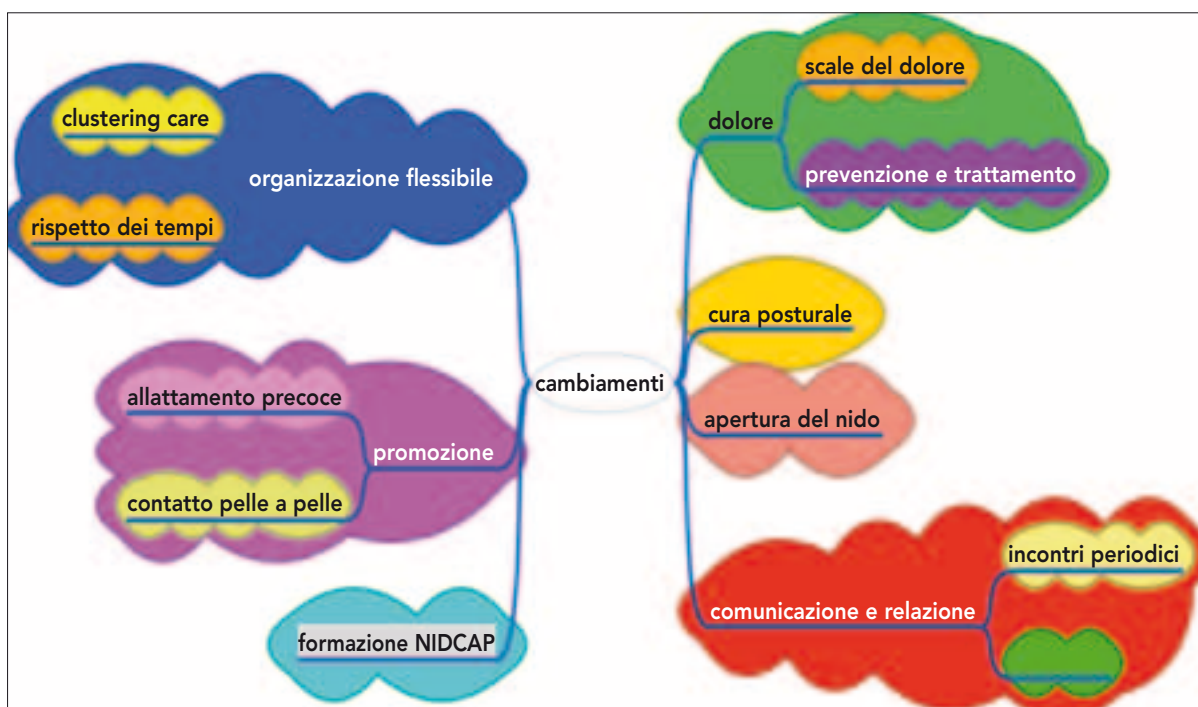 clustering care
organizzazione flessibile
rispetto dei tempi
allattamento precoce
promozione
contatto pelle a pelle
formazione NIDCAP
cambiamenti
scale del dolore
dolore
prevenzione e trattamento
cura posturale
apertura del nido
incontri periodici
comunicazione e relazione